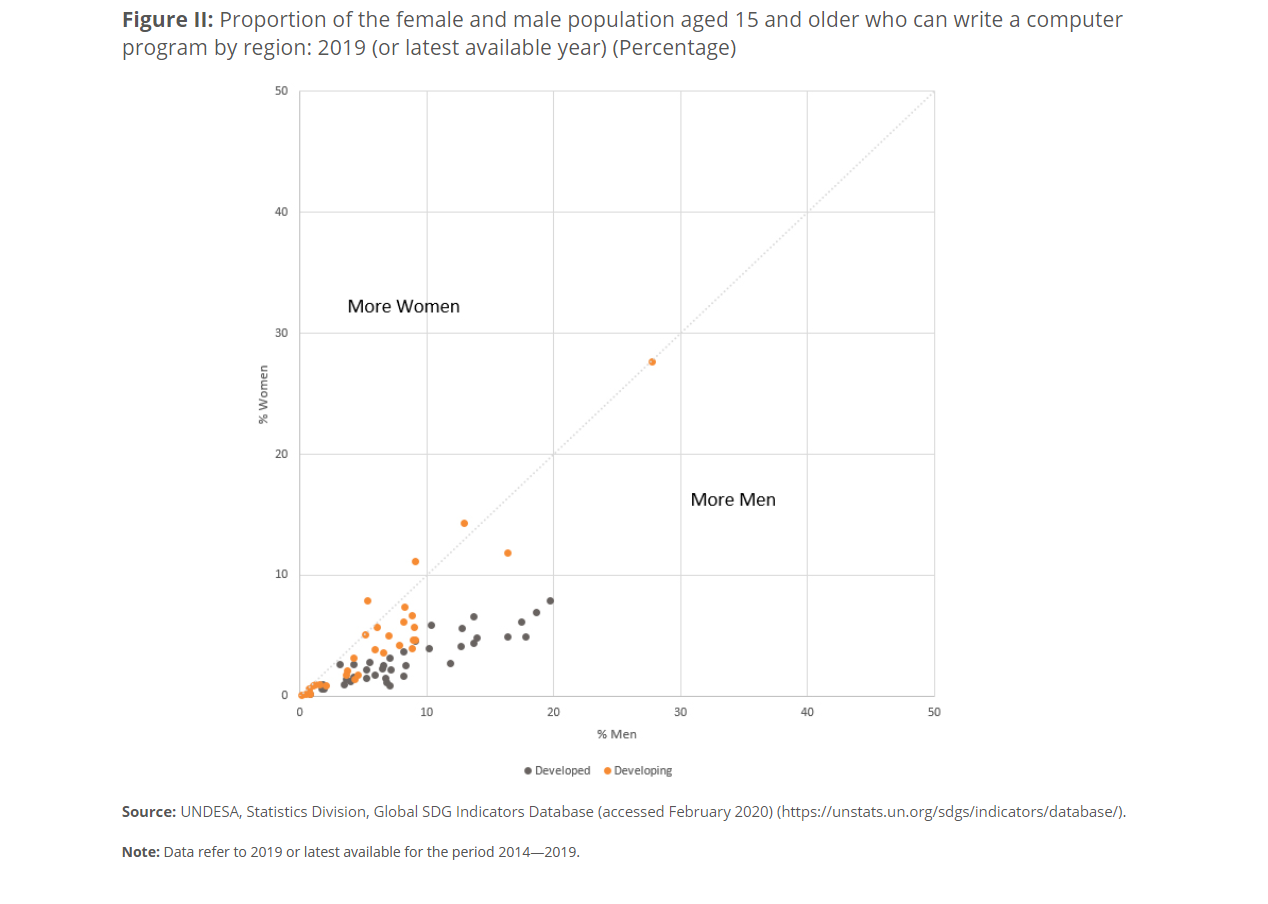 Figure II: Proportion of the female and male population aged 15 and older who can write a computer
program by region: 2019 (or latest available year) (Percentage)
50
40
More Women
30
% Women
20
More Men
10
0
0 10 20 30 40 50
% Men
Developed Developing
Source: UNDESA, Statistics Division, Global SDG Indicators Database (accessed February 2020) (https://unstats.un.org/sdgs/indicators/database/).
Note: Data refer to 2019 or latest available for the period 2014—2019.